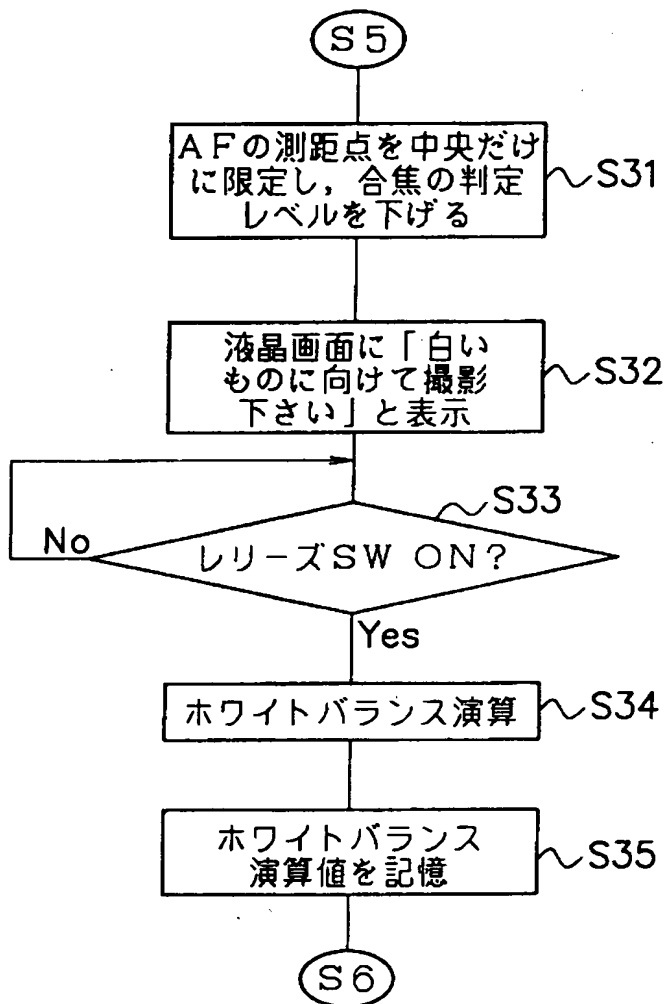 S5
AFの測距点を中央だけ
に限定し，合焦の判定
レベルを下げる
S31
液晶画面に「白い
ものに向けて撮影
下さい」と表示
S32
S33
No
レリーズSW ON?
Yes
ホワイトバランス演算
S34
ホワイトバランス
演算値を記憶
S35
S6